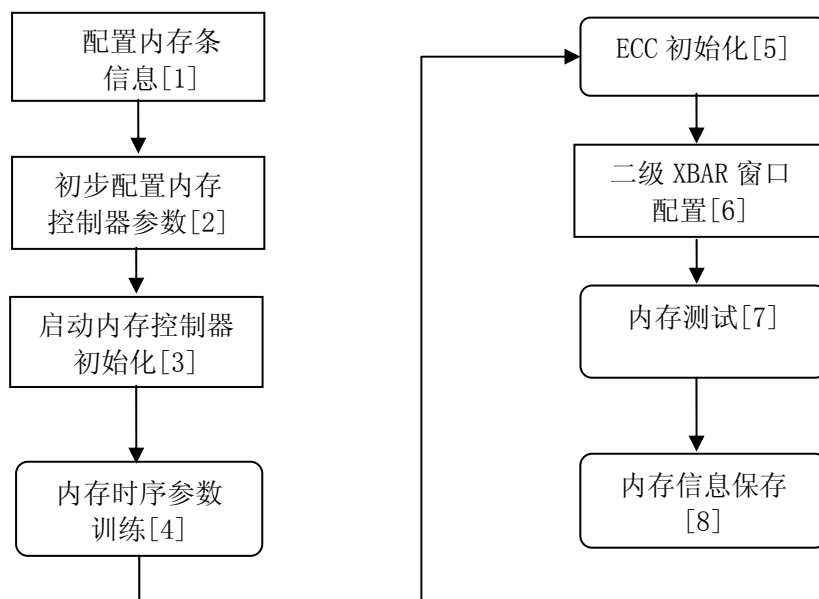 配置内存条
信息[1]
初步配置内存
控制器参数[2]
启动内存控制器
初始化[3]
内存时序参数
训练[4]
ECC 初始化[5]
二级 XBAR 窗口
配置[6]
内存测试[7]
内存信息保存
[8]